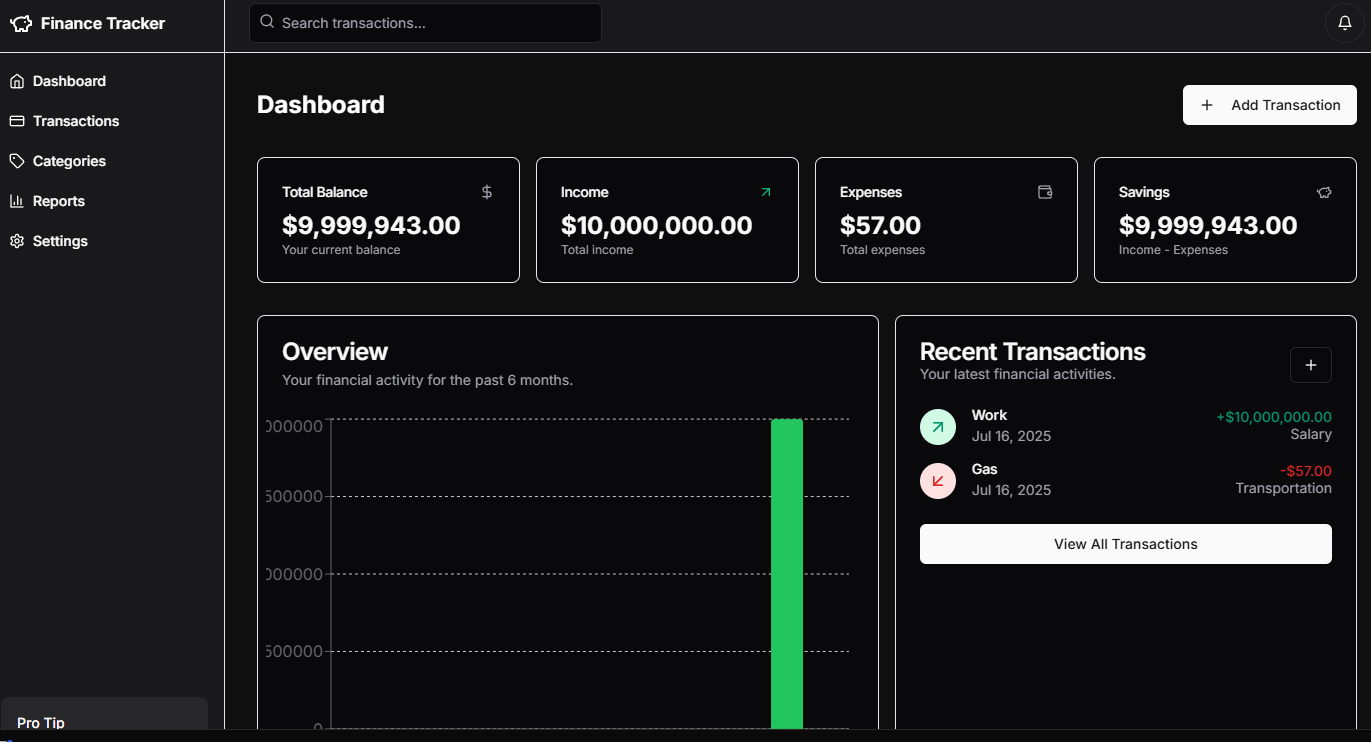 Finance Tracker
Search transactions...
Dashboard
Transactions
Categories
Reports
Settings
Pro Tip
Dashboard
+ Add Transaction
Total Balance
$
$9,999,943.00
Your current balance
Income
$10,000,000.00
Total income
Expenses
$57.00
Total expenses
Savings
$9,999,943.00
Income - Expenses
Overview
Your financial activity for the past 6 months.
000000
500000
000000
500000
0
Recent Transactions
Your latest financial activities.
+
Work
+$10,000,000.00
Jul 16, 2025
Salary
Gas
-$57.00
Jul 16, 2025
Transportation
View All Transactions